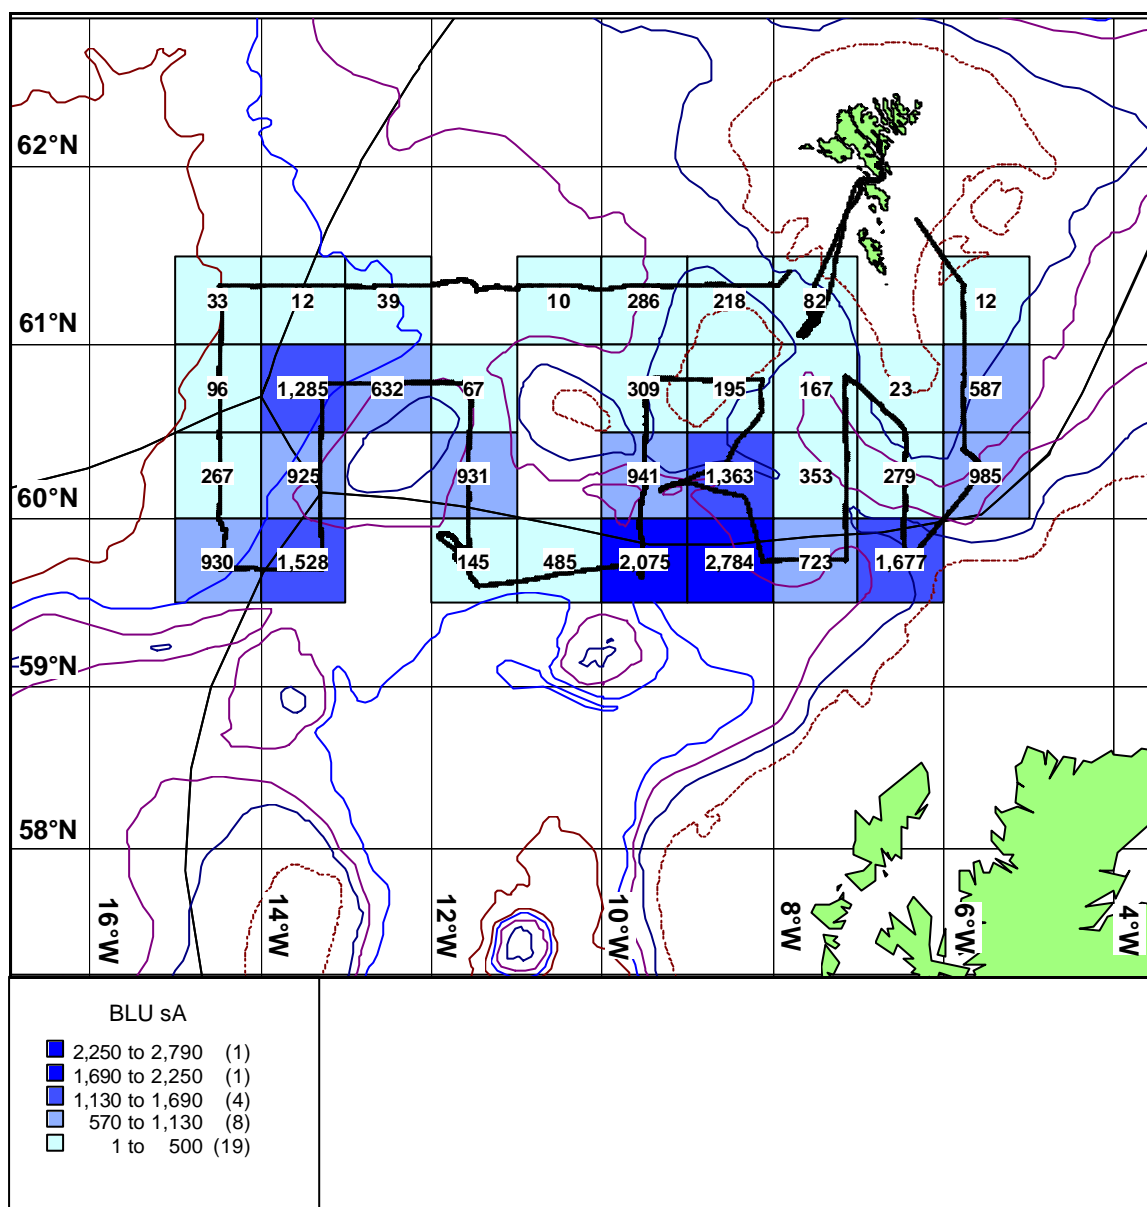 62°N
33 12 39 10 286 218 82 12
61°N
96 1,285 632 67 309 195 167 23 587
267 925 931 941 1,363 353 279 985
60°N
930 1,528 145 485 2,075 2,784 723 1,677
59°N
58°N
16°W 14°W 12°W 10°W 8°W 6°W 4°W
BLU sA
2,250 to 2,790 (1)
1,690 to 2,250 (1)
1,130 to 1,690 (4)
570 to 1,130 (8)
1 to 500 (19)